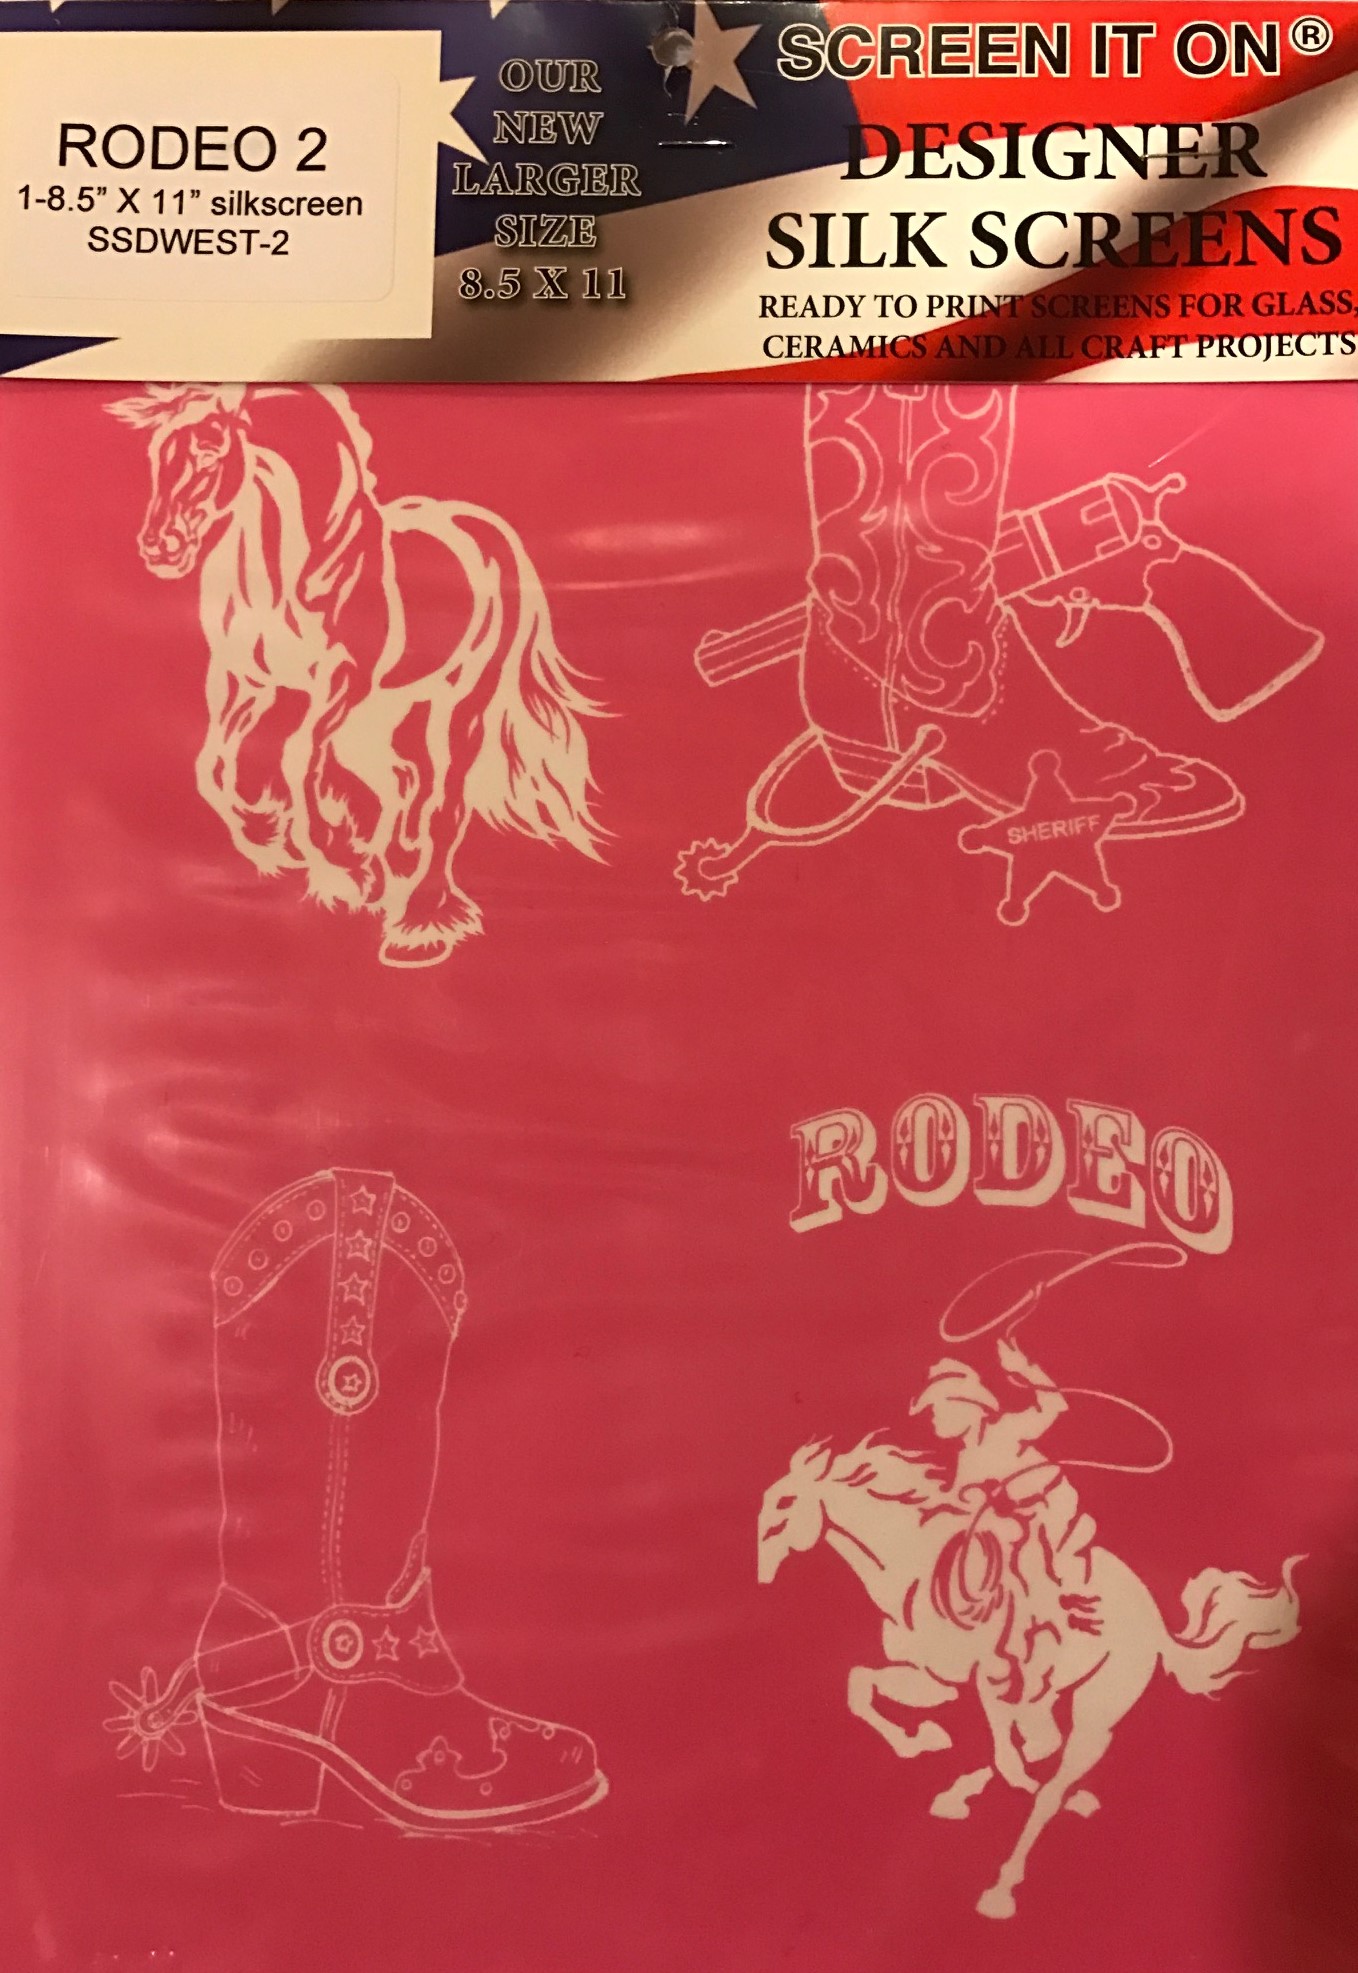 RODEO 2
1-8.5" X 11" silkscreen
SSDWEST-2
OUR
NEW
LARGER
SIZE
8.5 X 11
SCREEN IT ON®
DESIGNER
SILK SCREENS
READY TO PRINT SCREENS FOR GLASS,
CERAMICS AND ALL CRAFT PROJECTS
SHERIFF
RODEO